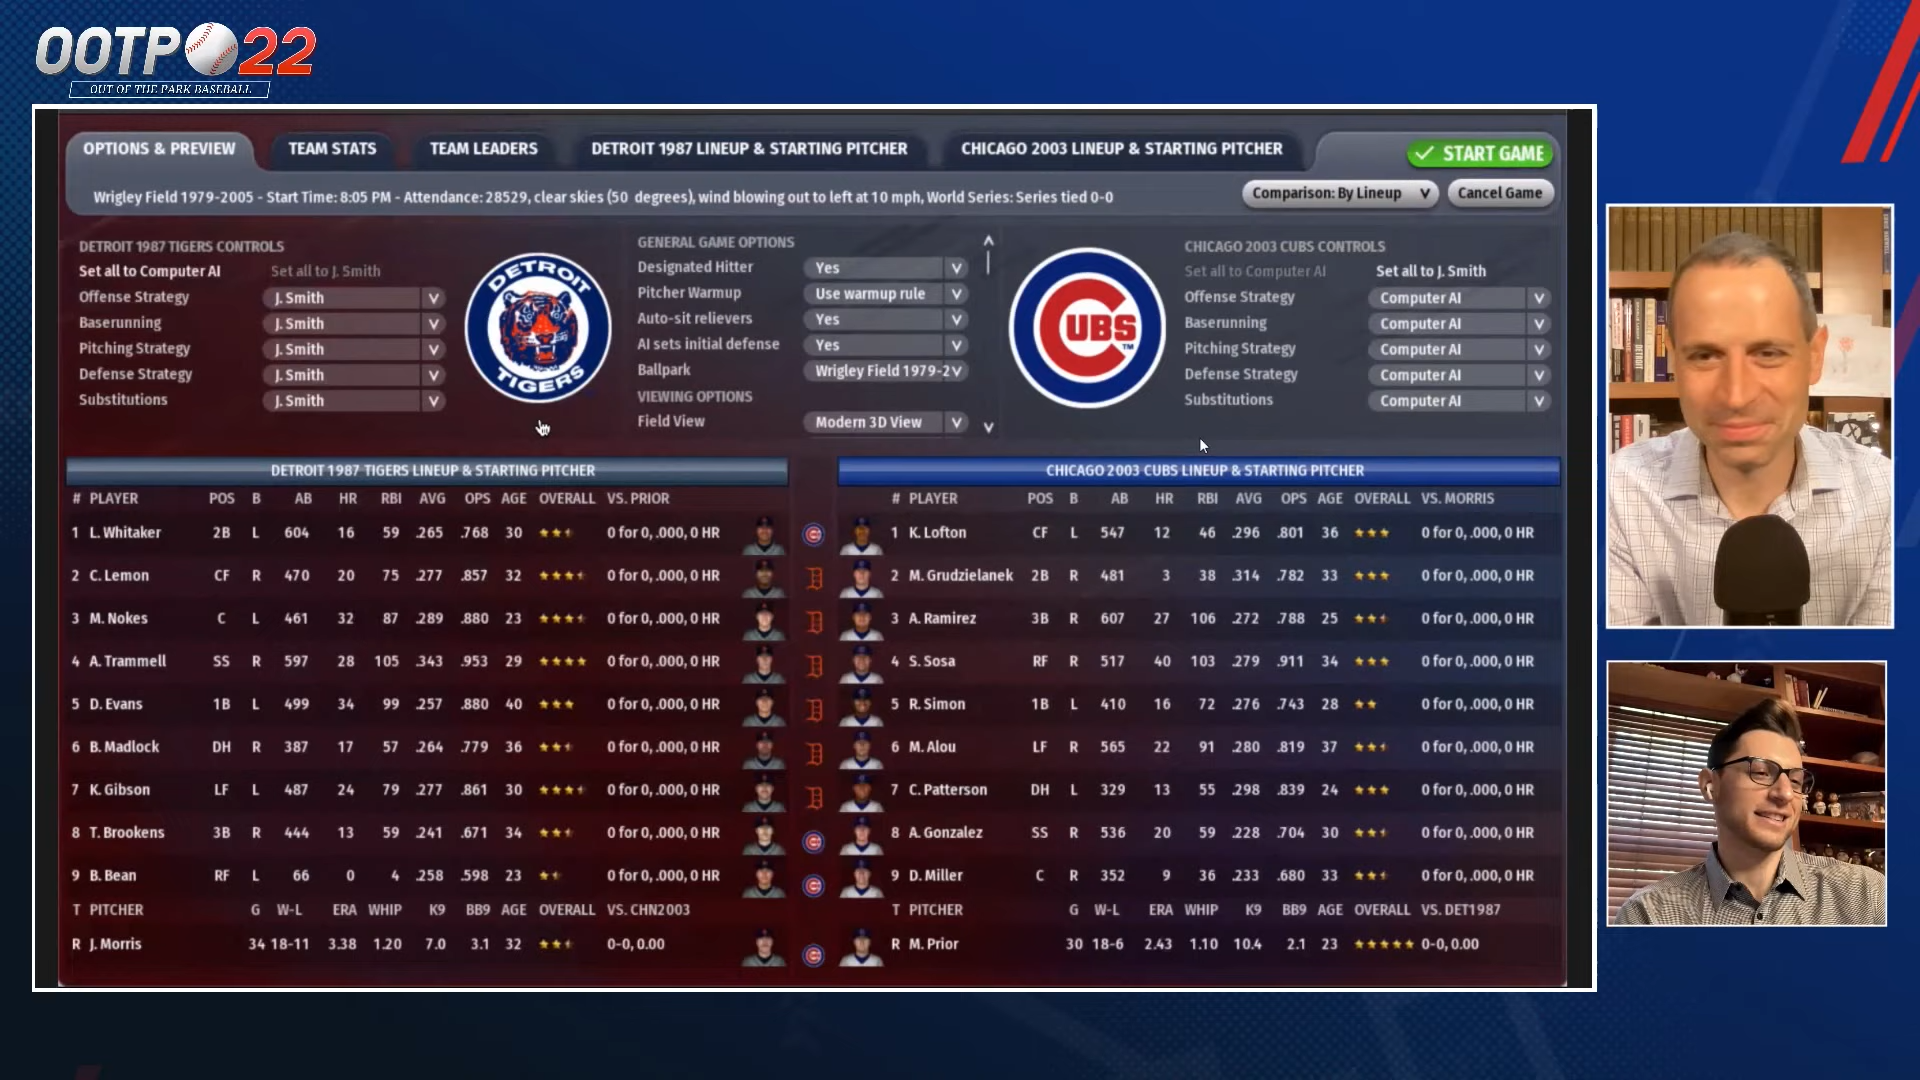 OOTP 22
OUT OF THE PARK BASEBALL
OPTIONS & PREVIEW TEAM STATS TEAM LEADERS DETROIT 1987 LINEUP & STARTING PITCHER CHICAGO 2003 LINEUP & STARTING PITCHER START GAME
Wrigley Field 1979-2005 - Start Time: 8:05 PM - Attendance: 28529, clear skies (50 degrees), wind blowing out to left at 10 mph, World Series: Series tied 0-0 Comparison: By Lineup Cancel Game
DETROIT 1987 TIGERS CONTROLS
Set all to Computer AI Set all to J. Smith
Offense Strategy J. Smith
Baserunning J. Smith
Pitching Strategy J. Smith
Defense Strategy J. Smith
Substitutions J. Smith
DETROIT
TIGERS
GENERAL GAME OPTIONS
Designated Hitter Yes
Pitcher Warmup Use warmup rule
Auto-sit relievers Yes
AI sets initial defense Yes
Ballpark Wrigley Field 1979-2
VIEWING OPTIONS
Field View Modern 3D View
CUBS
TM
CHICAGO 2003 CUBS CONTROLS
Set all to Computer AI Set all to J. Smith
Offense Strategy Computer AI
Baserunning Computer AI
Pitching Strategy Computer AI
Defense Strategy Computer AI
Substitutions Computer AI
DETROIT 1987 TIGERS LINEUP & STARTING PITCHER
# PLAYER POS B AB HR RBI AVG OPS AGE OVERALL VS. PRIOR
1 L. Whitaker 2B L 604 16 59 .265 .768 30 0 for 0, .000, 0 HR
2 C. Lemon CF R 470 20 75 .277 .857 32 0 for 0, .000, 0 HR
3 M. Nokes C L 461 32 87 .289 .880 23 0 for 0, .000, 0 HR
4 A. Trammell SS R 597 28 105 .343 .953 29 0 for 0, .000, 0 HR
5 D. Evans 1B L 499 34 99 .257 .880 40 0 for 0, .000, 0 HR
6 B. Madlock DH R 387 17 57 .264 .779 36 0 for 0, .000, 0 HR
7 K. Gibson LF L 487 24 79 .277 .861 30 0 for 0, .000, 0 HR
8 T. Brookens 3B R 444 13 59 .241 .671 34 0 for 0, .000, 0 HR
9 B. Bean RF L 66 0 4 .258 .598 23 0 for 0, .000, 0 HR
T PITCHER G W-L ERA WHIP K9 BB9 AGE OVERALL VS. CHN2003
R J. Morris 34 18-11 3.38 1.20 7.0 3.1 32 0-0, 0.00
CHICAGO 2003 CUBS LINEUP & STARTING PITCHER
# PLAYER POS B AB HR RBI AVG OPS AGE OVERALL VS. MORRIS
1 K. Lofton CF L 547 12 46 .296 .801 36 0 for 0, .000, 0 HR
2 M. Grudzielanek 2B R 481 3 38 .314 .782 33 0 for 0, .000, 0 HR
3 A. Ramirez 3B R 607 27 106 .272 .788 25 0 for 0, .000, 0 HR
4 S. Sosa RF R 517 40 103 .279 .911 34 0 for 0, .000, 0 HR
5 R. Simon 1B L 410 16 72 .276 .743 28 0 for 0, .000, 0 HR
6 M. Alou LF R 565 22 91 .280 .819 37 0 for 0, .000, 0 HR
7 C. Patterson DH L 329 13 55 .298 .839 24 0 for 0, .000, 0 HR
8 A. Gonzalez SS R 536 20 59 .228 .704 30 0 for 0, .000, 0 HR
9 D. Miller C R 352 9 36 .233 .680 33 0 for 0, .000, 0 HR
T PITCHER G W-L ERA WHIP K9 BB9 AGE OVERALL VS. DET1987
R M. Prior 30 18-6 2.43 1.10 10.4 2.1 23 0-0, 0.00